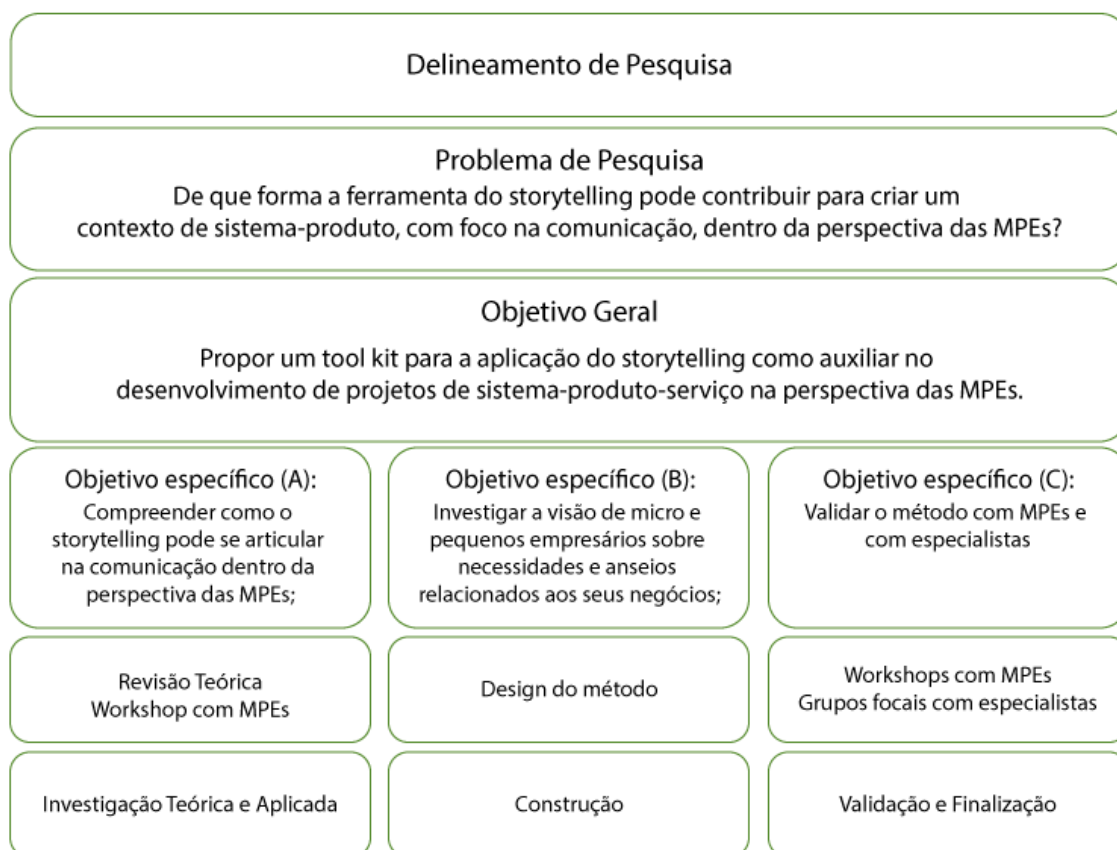 Delineamento de Pesquisa
Problema de Pesquisa
De que forma a ferramenta do storytelling pode contribuir para criar um
contexto de sistema-produto, com foco na comunicação, dentro da perspectiva das MPEs?
Objetivo Geral
Propor um tool kit para a aplicação do storytelling como auxiliar no
desenvolvimento de projetos de sistema-produto-serviço na perspectiva das MPEs.
Objetivo específico (A):
Compreender como o
storytelling pode se articular
na comunicação dentro da
perspectiva das MPEs;
Objetivo específico (B):
Investigar a visão de micro e
pequenos empresários sobre
necessidades e anseios
relacionados aos seus negócios;
Objetivo específico (C):
Validar o método com MPEs e
com especialistas
Revisão Teórica
Workshop com MPEs
Design do método
Workshops com MPEs
Grupos focais com especialistas
Investigação Teórica e Aplicada
Construção
Validação e Finalização